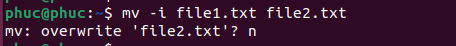 phuc@phuc:~$ mv -i file1.txt file2.txt
mv: overwrite 'file2.txt'? n